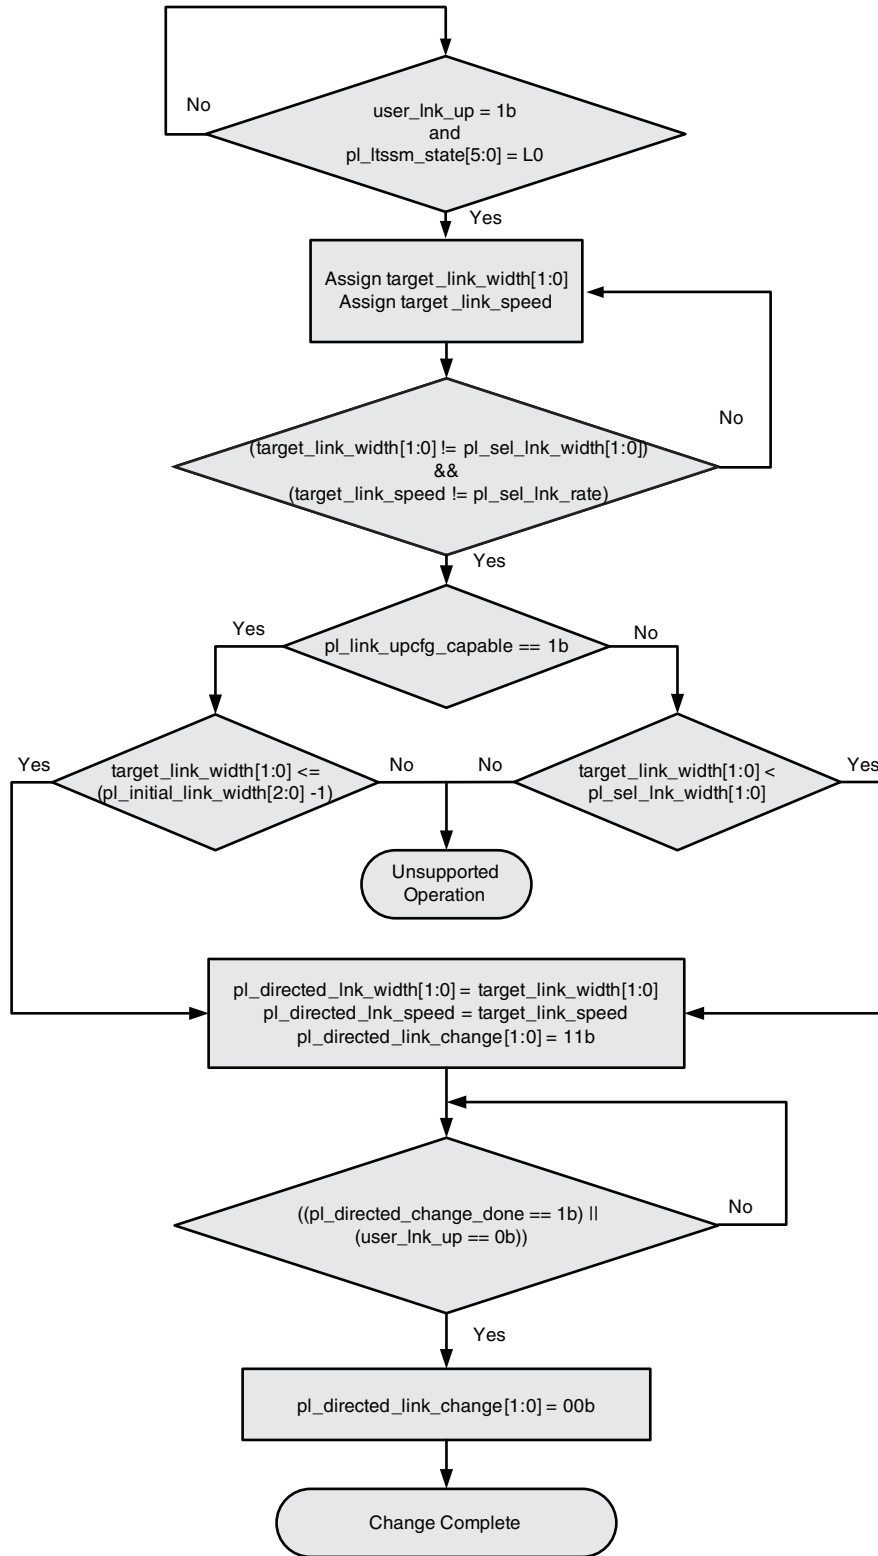 No
user_lnk_up = 1b
and
pl_ltssm_state[5:0] = L0
Yes
Assign target_link_width[1:0]
Assign target_link_speed
No
(target_link_width[1:0] != pl_sel_lnk_width[1:0])
&&
(target_link_speed != pl_sel_lnk_rate)
Yes
Yes
pl_link_upcfg_capable == 1b
No
Yes
target_link_width[1:0] <=
(pl_initial_link_width[2:0] -1)
No
No
target_link_width[1:0] <
pl_sel_lnk_width[1:0]
Yes
Unsupported
Operation
pl_directed_lnk_width[1:0] = target_link_width[1:0]
pl_directed_lnk_speed = target_link_speed
pl_directed_link_change[1:0] = 11b
((pl_directed_change_done == 1b) ||
(user_lnk_up == 0b))
No
Yes
pl_directed_link_change[1:0] = 00b
Change Complete